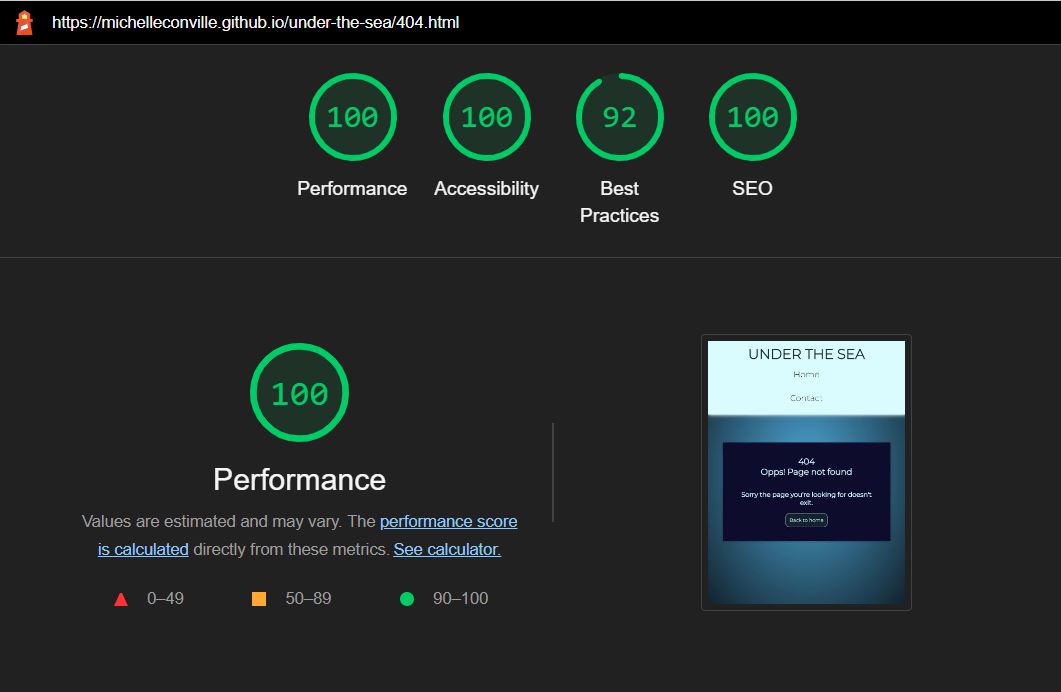 https://michelleconville.github.io/under-the-sea/404.html
100
100
92
100
Performance
Accessibility
Best
Practices
SEO
100
Performance
Values are estimated and may vary. The performance score
is calculated directly from these metrics. See calculator.
0–49
50–89
90–100
UNDER THE SEA
Home
Contact
404
Opps! Page not found
Sorry the page you're looking for doesn't
exit.
Back to home